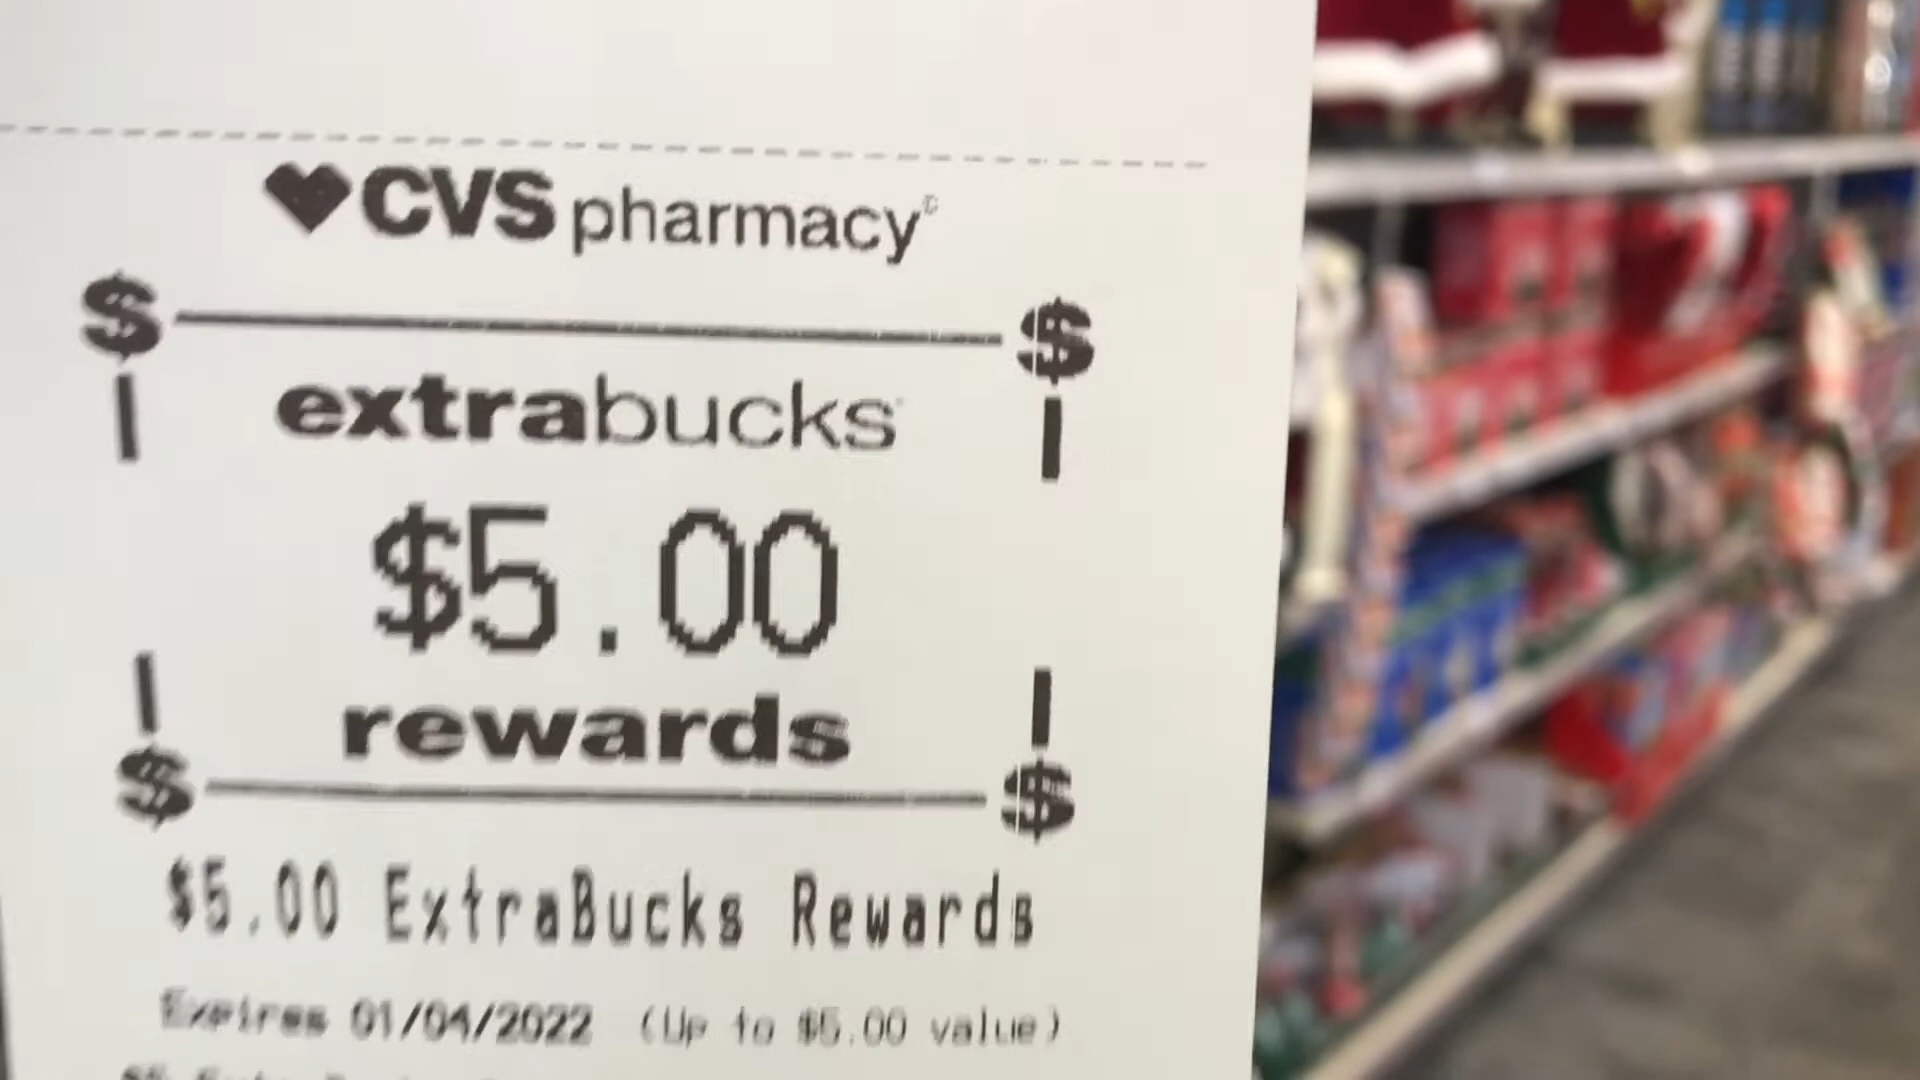 CVS pharmacy®
$ $
extrabucks
$5.00
rewards
$ $
$5.00 ExtraBucks Rewards
Expires 01/04/2022 (Up to $5.00 value)